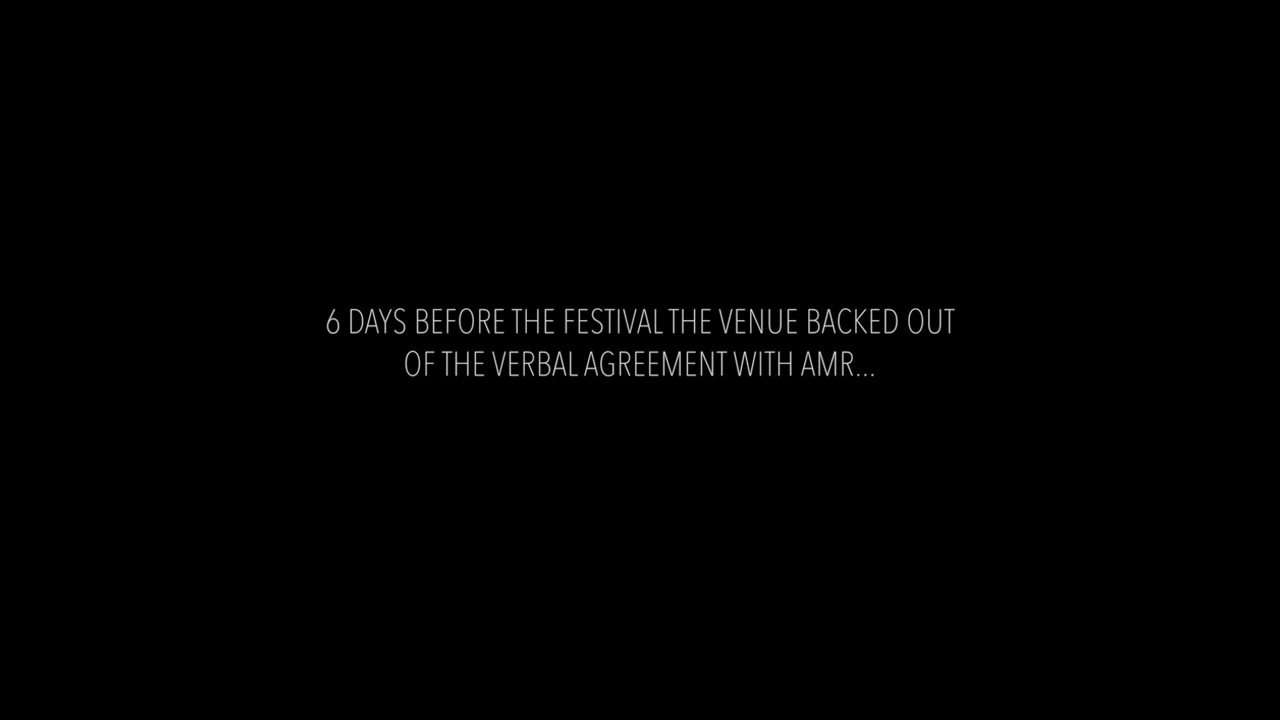 6 DAYS BEFORE THE FESTIVAL THE VENUE BACKED OUT
OF THE VERBAL AGREEMENT WITH AMR...